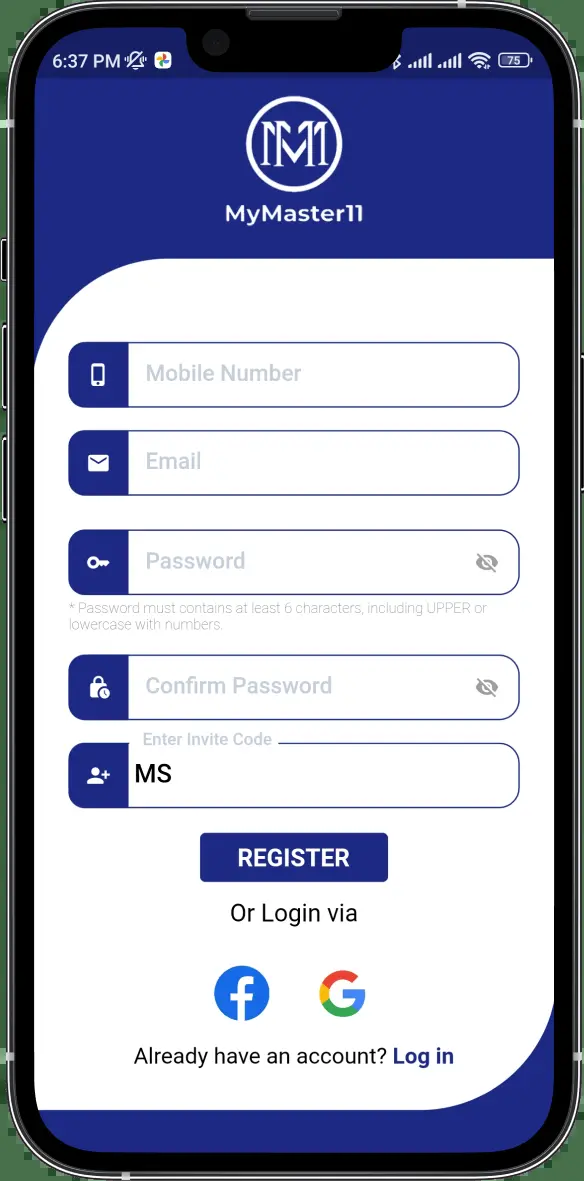 6:37 PM 75
MM1
MyMaster11
Mobile Number
Email
Password
* Password must contains at least 6 characters, including UPPER or
lowercase with numbers.
Confirm Password
Enter Invite Code
MS
REGISTER
Or Login via
Already have an account? Log in